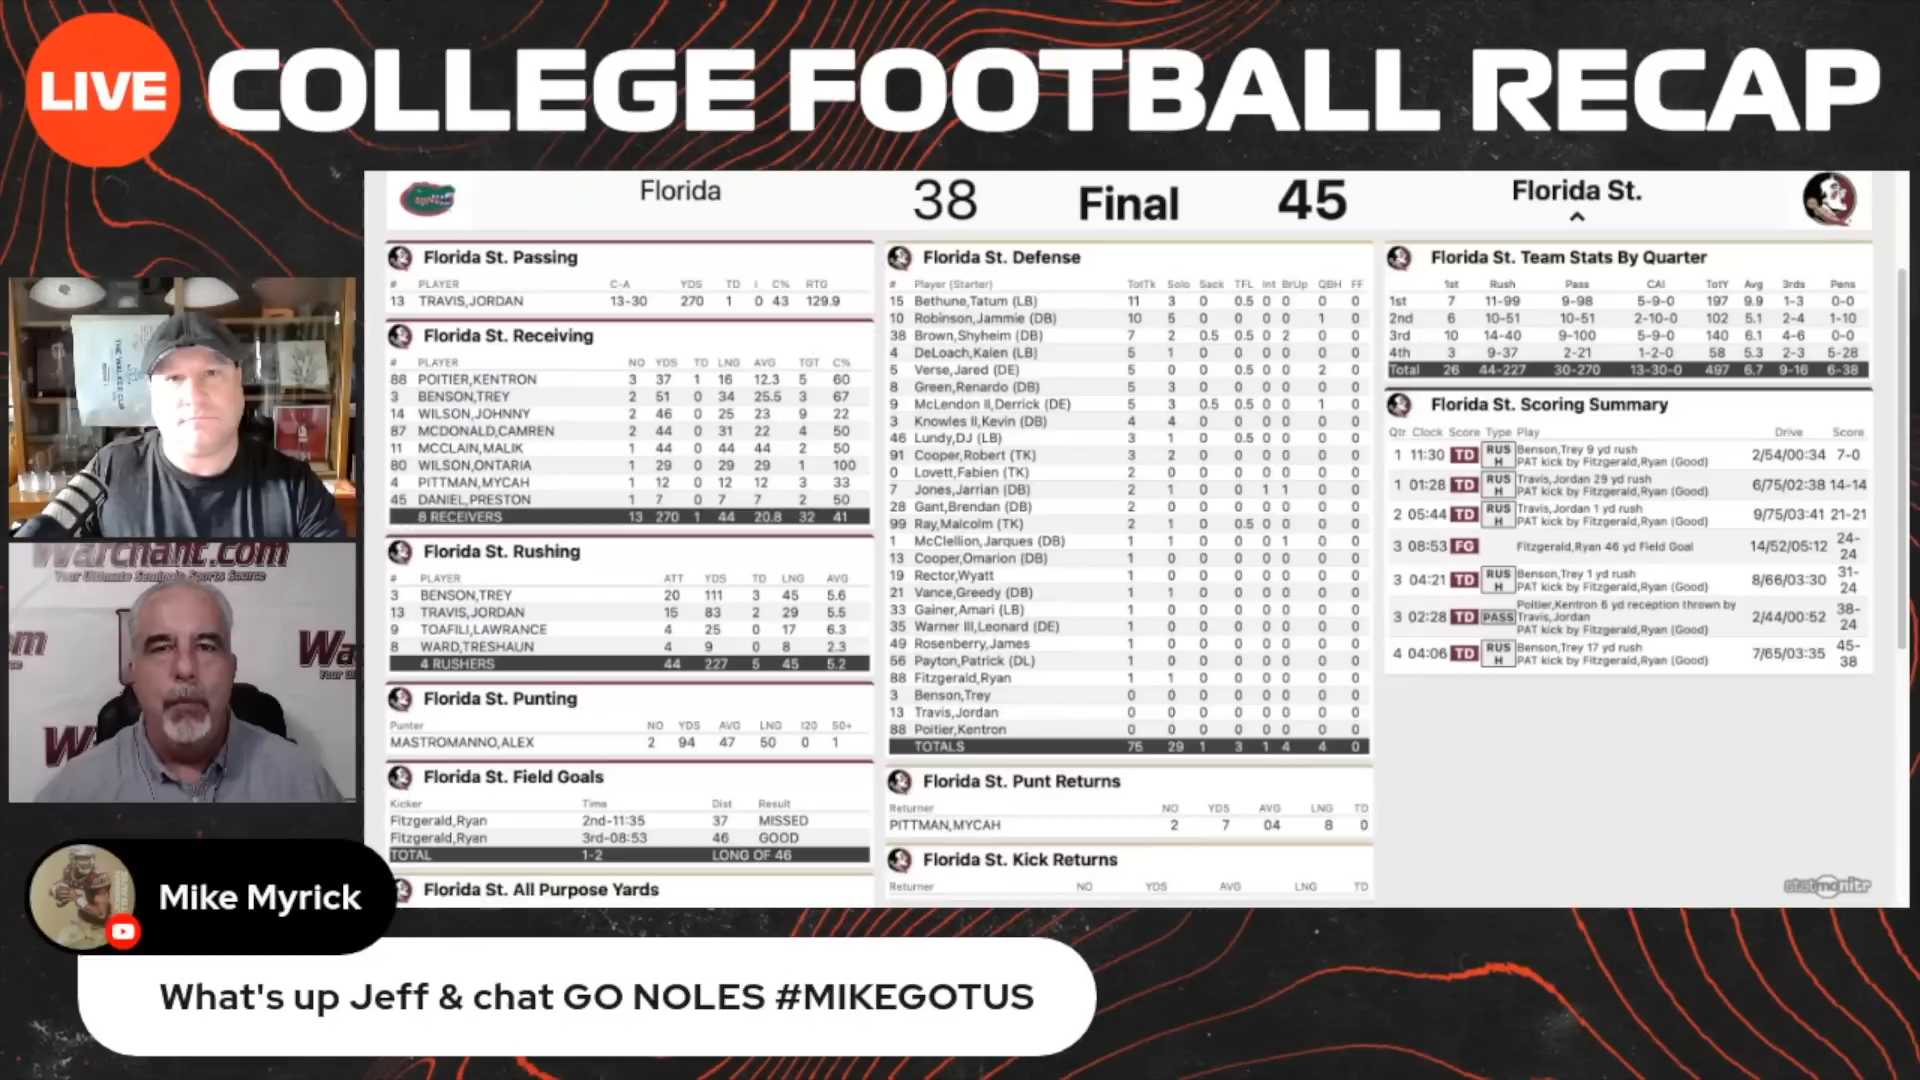 LIVE COLLEGE FOOTBALL RECAP
Florida 38 Final 45 Florida St.
Florida St. Passing
# PLAYER C-A YDS TD I C% RTG
13 TRAVIS,JORDAN 13-30 270 1 0 43 129.9
Florida St. Receiving
# PLAYER NO YDS TD LNG AVG TGT C%
88 POITIER,KENTRON 3 37 1 16 12.3 5 60
3 BENSON,TREY 2 51 0 34 25.5 3 67
14 WILSON,JOHNNY 2 46 0 25 23 9 22
87 MCDONALD,CAMREN 2 44 0 31 22 4 50
11 MCCLAIN,MALIK 1 44 0 44 44 2 50
80 WILSON,ONTARIA 1 29 0 29 29 1 100
4 PITTMAN,MYCAH 1 12 0 12 12 3 33
45 DANIEL,PRESTON 1 7 0 7 7 2 50
8 RECEIVERS 13 270 1 44 20.8 32 41
Florida St. Rushing
# PLAYER ATT YDS TD LNG AVG
3 BENSON,TREY 20 111 3 45 5.6
13 TRAVIS,JORDAN 15 83 2 29 5.5
9 TOAFILI,LAWRANCE 4 25 0 17 6.3
8 WARD,TRESHAUN 4 9 0 8 2.3
4 RUSHERS 44 227 5 45 5.2
Florida St. Punting
Punter NO YDS AVG LNG I20 50+
MASTROMANNO,ALEX 2 94 47 50 0 1
Florida St. Field Goals
Kicker Time Dist Result
Fitzgerald,Ryan 2nd-11:35 37 MISSED
Fitzgerald,Ryan 3rd-08:53 46 GOOD
TOTAL 1-2 LONG OF 46
Florida St. All Purpose Yards
Florida St. Defense
# Player (Starter) TotTk Solo Sack TFL Int BrUp QBH FF
15 Bethune,Tatum (LB) 11 3 0 0.5 0 0 0 0
10 Robinson,Jammie (DB) 10 5 0 0 0 0 1 0
38 Brown,Shyheim (DB) 7 2 0.5 0.5 0 2 0 0
4 DeLoach,Kalen (LB) 5 1 0 0 0 0 0 0
5 Verse,Jared (DE) 5 0 0 0.5 0 0 2 0
8 Green,Renardo (DB) 5 3 0 0 0 0 0 0
9 McLendon II,Derrick (DE) 5 3 0.5 0.5 0 0 1 0
3 Knowles II,Kevin (DB) 4 4 0 0 0 0 0 0
46 Lundy,DJ (LB) 3 1 0 0.5 0 0 0 0
91 Cooper,Robert (TK) 3 2 0 0 0 0 0 0
0 Lovett,Fabien (TK) 2 0 0 0 0 0 0 0
7 Jones,Jarrian (DB) 2 1 0 0 1 1 0 0
28 Gant,Brendan (DB) 2 0 0 0 0 0 0 0
99 Ray,Malcolm (TK) 2 1 0 0.5 0 0 0 0
1 McClellion,Jarques (DB) 1 1 0 0 0 1 0 0
13 Cooper,Omarion (DB) 1 0 0 0 0 0 0 0
19 Rector,Wyatt 1 0 0 0 0 0 0 0
21 Vance,Greedy (DB) 1 1 0 0 0 0 0 0
33 Gainer,Amari (LB) 1 0 0 0 0 0 0 0
35 Warner III,Leonard (DE) 1 0 0 0 0 0 0 0
49 Rosenberry,James 1 0 0 0 0 0 0 0
56 Payton,Patrick (DL) 1 0 0 0 0 0 0 0
88 Fitzgerald,Ryan 1 1 0 0 0 0 0 0
3 Benson,Trey 0 0 0 0 0 0 0 0
13 Travis,Jordan 0 0 0 0 0 0 0 0
88 Poitier,Kentron 0 0 0 0 0 0 0 0
TOTALS 75 29 1 3 1 4 4 0
Florida St. Punt Returns
Returner NO YDS AVG LNG TD
PITTMAN,MYCAH 2 7 04 8 0
Florida St. Kick Returns
Returner NO YDS AVG LNG TD
Florida St. Team Stats By Quarter
1st Rush Pass CAI TotY Avg 3rds Pens
1st 7 11-99 9-98 5-9-0 197 9.9 1-3 0-0
2nd 6 10-51 10-51 2-10-0 102 5.1 2-4 1-10
3rd 10 14-40 9-100 5-9-0 140 6.1 4-6 0-0
4th 3 9-37 2-21 1-2-0 58 5.3 2-3 5-28
Total 26 44-227 30-270 13-30-0 497 6.7 9-16 6-38
Florida St. Scoring Summary
Qtr Clock Score Type Play Drive Score
1 11:30 TD RUSH Benson,Trey 9 yd rush
PAT kick by Fitzgerald,Ryan (Good) 2/54/00:34 7-0
1 01:28 TD RUSH Travis,Jordan 29 yd rush
PAT kick by Fitzgerald,Ryan (Good) 6/75/02:38 14-14
2 05:44 TD RUSH Travis,Jordan 1 yd rush
PAT kick by Fitzgerald,Ryan (Good) 9/75/03:41 21-21
3 08:53 FG Fitzgerald,Ryan 46 yd Field Goal 14/52/05:12 24-24
3 04:21 TD RUSH Benson,Trey 1 yd rush
PAT kick by Fitzgerald,Ryan (Good) 8/66/03:30 31-24
3 02:28 TD PASS Poitier,Kentron 6 yd reception thrown by
Travis,Jordan
PAT kick by Fitzgerald,Ryan (Good) 2/44/00:52 38-24
4 04:06 TD RUSH Benson,Trey 17 yd rush
PAT kick by Fitzgerald,Ryan (Good) 7/65/03:35 45-38
statmonitr
THE WALKER CUP
Warchant.com
Your Ultimate Seminole Sports Source
Mike Myrick
What's up Jeff & chat GO NOLES #MIKEGOTUS